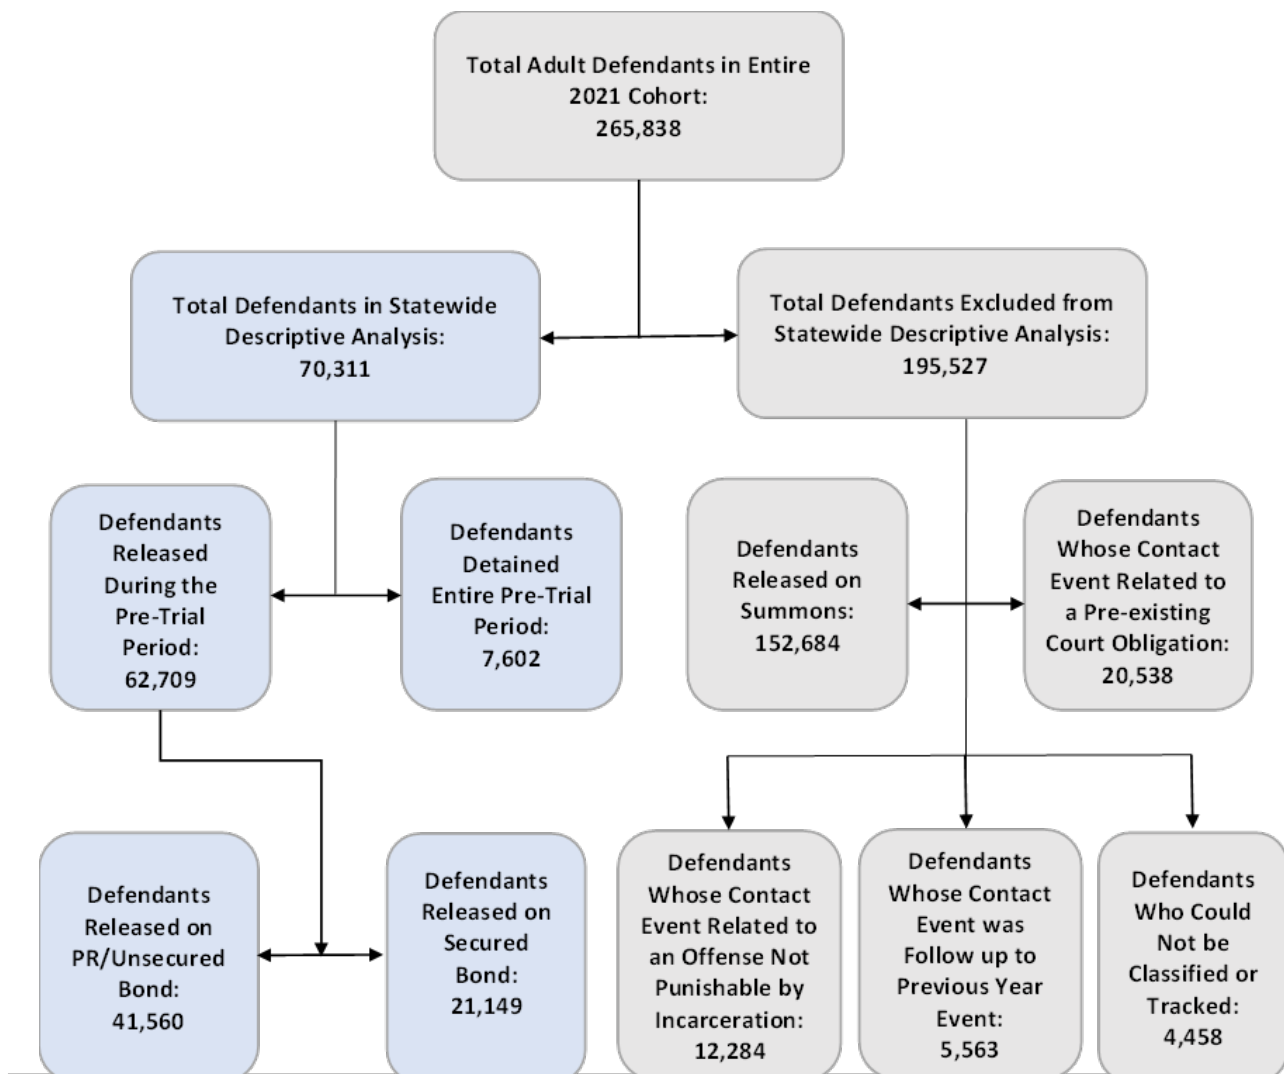 Total Adult Defendants in Entire
2021 Cohort:
265,838
Total Defendants in Statewide
Descriptive Analysis:
70,311
Total Defendants Excluded from
Statewide Descriptive Analysis:
195,527
Defendants
Released
During the
Pre-Trial
Period:
62,709
Defendants
Detained
Entire Pre-Trial
Period:
7,602
Defendants
Released on
Summons:
152,684
Defendants
Whose Contact
Event Related to
a Pre-existing
Court Obligation:
20,538
Defendants
Released on
PR/Unsecured
Bond:
41,560
Defendants
Released on
Secured
Bond:
21,149
Defendants
Whose Contact
Event Related to
an Offense Not
Punishable by
Incarceration:
12,284
Defendants
Whose Contact
Event was
Follow up to
Previous Year
Event:
5,563
Defendants
Who Could
Not be
Classified or
Tracked:
4,458